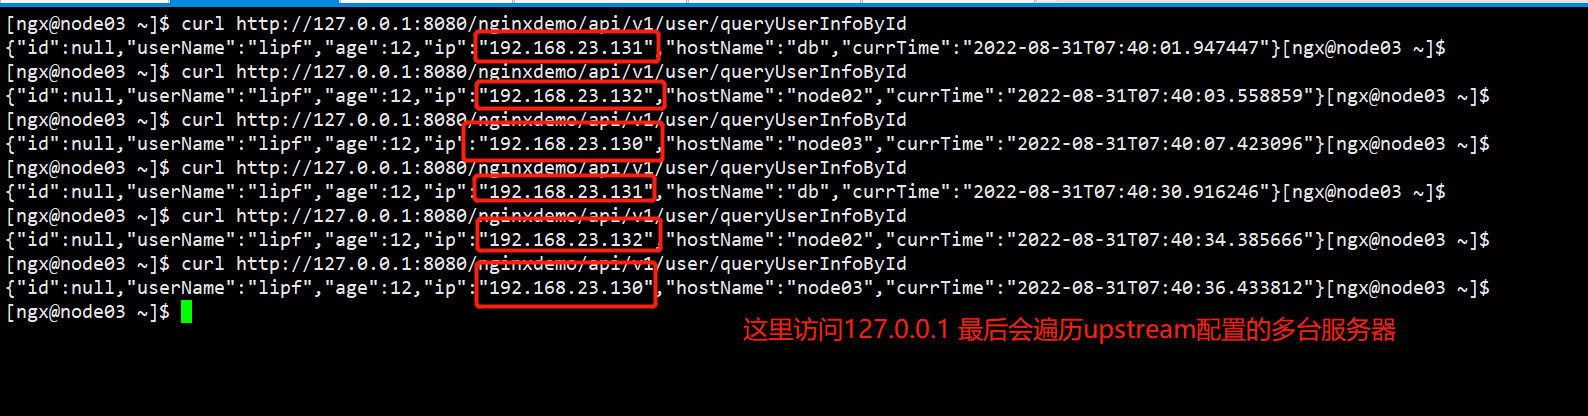 [ngx@node03 ~]$ curl http://127.0.0.1:8080/nginxdemo/api/v1/user/queryUserInfoById
{"id":null,"userName":"lipf","age":12,"ip":"192.168.23.131","hostName":"db","currTime":"2022-08-31T07:40:01.947447"}[ngx@node03 ~]$
[ngx@node03 ~]$ curl http://127.0.0.1:8080/nginxdemo/api/v1/user/queryUserInfoById
{"id":null,"userName":"lipf","age":12,"ip":"192.168.23.132","hostName":"node02","currTime":"2022-08-31T07:40:03.558859"}[ngx@node03 ~]$
[ngx@node03 ~]$ curl http://127.0.0.1:8080/nginxdemo/api/v1/user/queryUserInfoById
{"id":null,"userName":"lipf","age":12,"ip":"192.168.23.130","hostName":"node03","currTime":"2022-08-31T07:40:07.423096"}[ngx@node03 ~]$
[ngx@node03 ~]$ curl http://127.0.0.1:8080/nginxdemo/api/v1/user/queryUserInfoById
{"id":null,"userName":"lipf","age":12,"ip":"192.168.23.131","hostName":"db","currTime":"2022-08-31T07:40:30.916246"}[ngx@node03 ~]$
[ngx@node03 ~]$ curl http://127.0.0.1:8080/nginxdemo/api/v1/user/queryUserInfoById
{"id":null,"userName":"lipf","age":12,"ip":"192.168.23.132","hostName":"node02","currTime":"2022-08-31T07:40:34.385666"}[ngx@node03 ~]$
[ngx@node03 ~]$ curl http://127.0.0.1:8080/nginxdemo/api/v1/user/queryUserInfoById
{"id":null,"userName":"lipf","age":12,"ip":"192.168.23.130","hostName":"node03","currTime":"2022-08-31T07:40:36.433812"}[ngx@node03 ~]$
[ngx@node03 ~]$
这里访问127.0.0.1 最后会遍历upstream配置的多台服务器